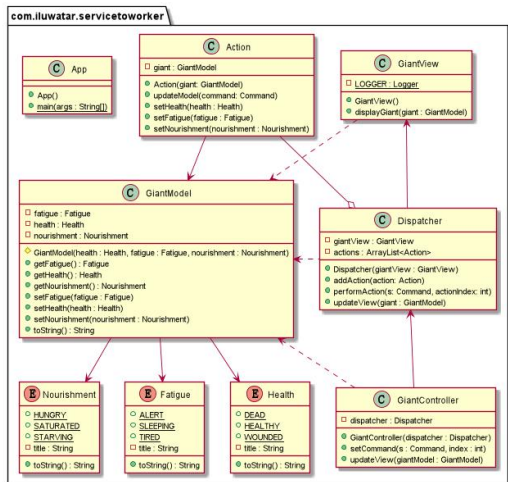 com.iluwatar.servicetoworker
C App
App()
main(args : String[])
C Action
giant : GiantModel
Action(giant: GiantModel)
updateModel(command: Command)
setHealth(health : Health)
setFatigue(fatigue : Fatigue)
setNourishment(nourishment : Nourishment)
C GiantView
LOGGER : Logger
GiantView()
displayGiant(giant : GiantModel)
C GiantModel
fatigue : Fatigue
health : Health
nourishment : Nourishment
GiantModel(health : Health, fatigue : Fatigue, nourishment : Nourishment)
getFatigue() : Fatigue
getHealth() : Health
getNourishment() : Nourishment
setFatigue(fatigue : Fatigue)
setHealth(health : Health)
setNourishment(nourishment : Nourishment)
toString() : String
C Dispatcher
giantView : GiantView
actions : ArrayList<Action>
Dispatcher(giantView : GiantView)
addAction(action: Action)
performAction(s: Command, actionIndex: int)
updateView(giant : GiantModel)
E Nourishment
HUNGRY
SATURATED
STARVING
title : String
toString() : String
E Fatigue
ALERT
SLEEPING
TIRED
title : String
toString() : String
E Health
DEAD
HEALTHY
WOUNDED
title : String
toString() : String
C GiantController
dispatcher : Dispatcher
GiantController(dispatcher : Dispatcher)
setCommand(s : Command, index : int)
updateView(giantModel : GiantModel)